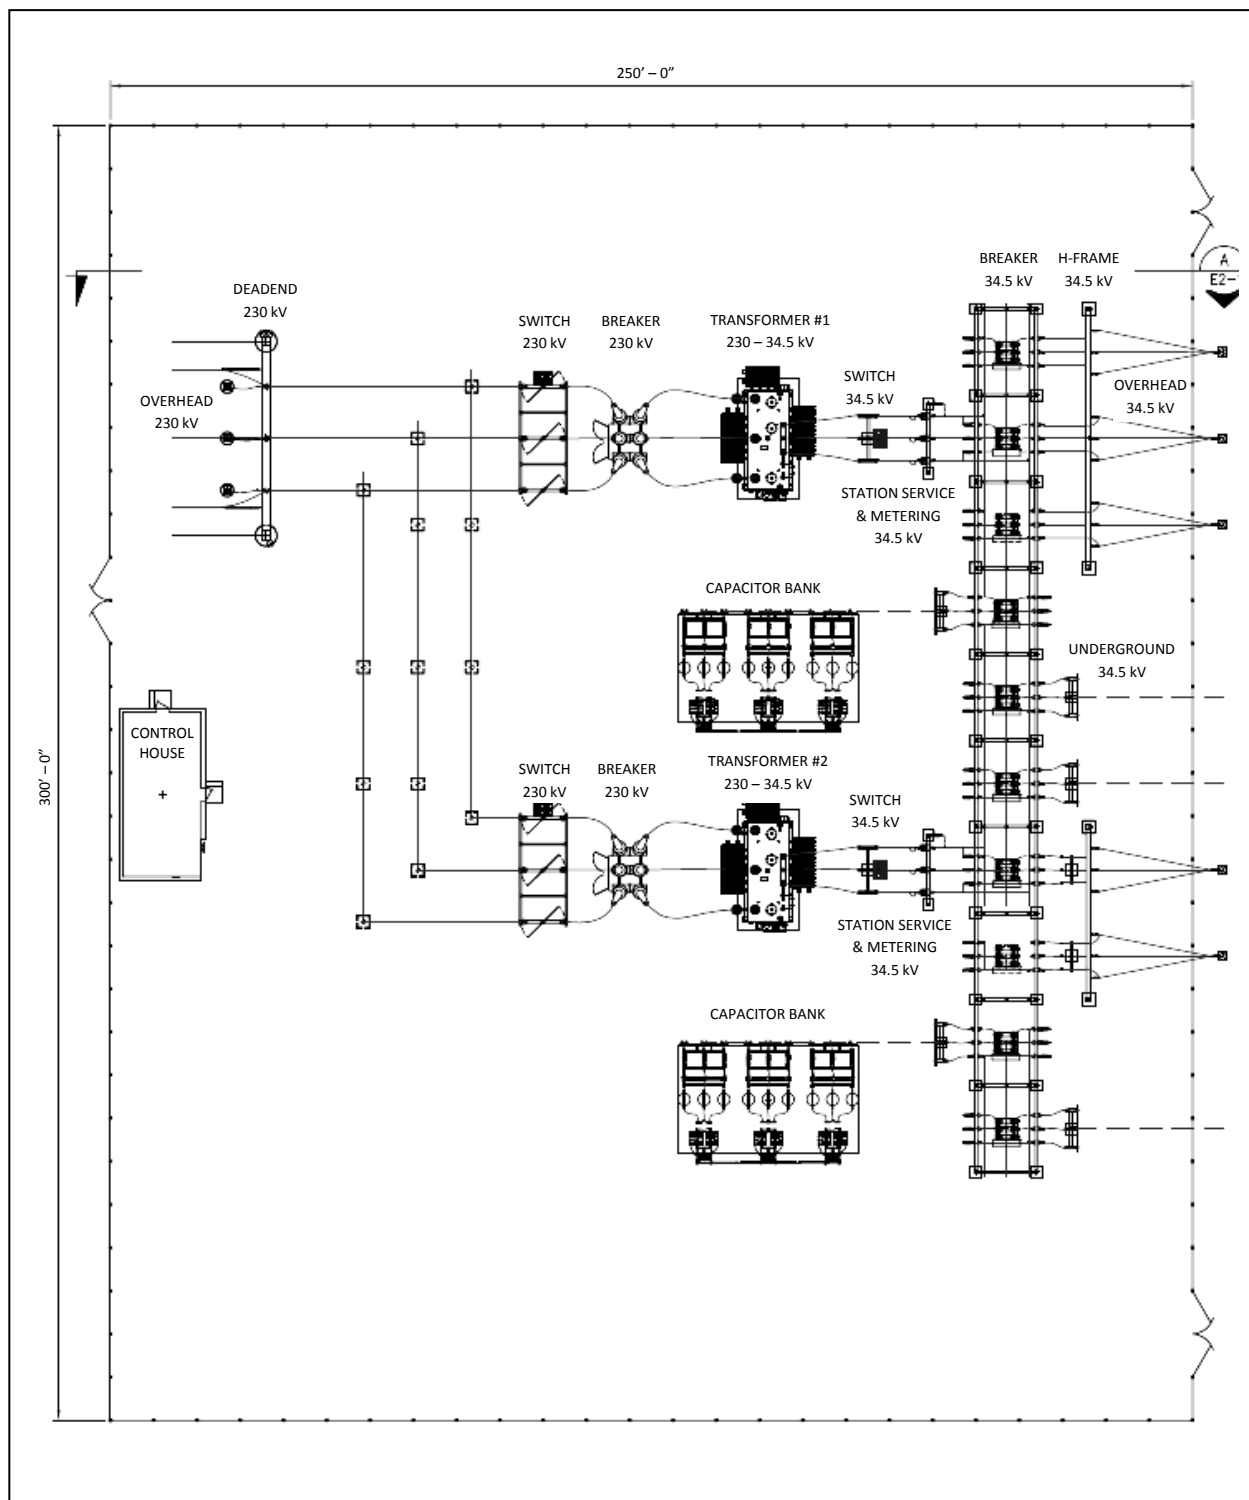 250' – 0"
BREAKER
34.5 kV
H-FRAME
34.5 kV
A
DEADEND
230 kV
SWITCH
230 kV
BREAKER
230 kV
TRANSFORMER #1
230 – 34.5 kV
SWITCH
34.5 kV
OVERHEAD
230 kV
OVERHEAD
34.5 kV
STATION SERVICE
& METERING
34.5 kV
CAPACITOR BANK
UNDERGROUND
34.5 kV
CONTROL
HOUSE
300' – 0"
SWITCH
230 kV
BREAKER
230 kV
TRANSFORMER #2
230 – 34.5 kV
SWITCH
34.5 kV
STATION SERVICE
& METERING
34.5 kV
CAPACITOR BANK